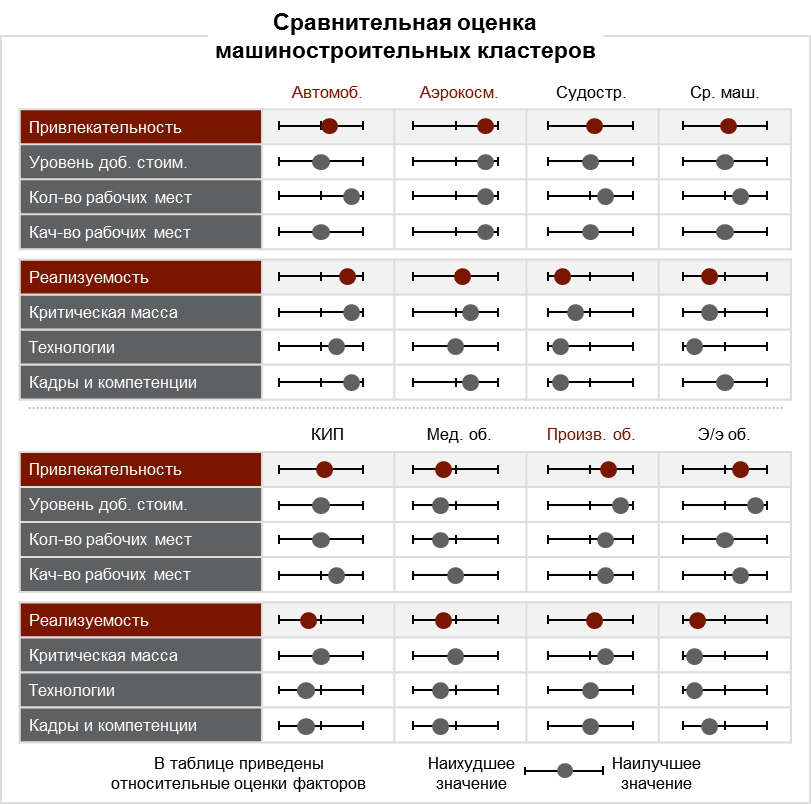 Сравнительная оценка
машиностроительных кластеров
Автомоб. Аэрокосм. Судостр. Ср. маш.
Привлекательность
Уровень доб. стоим.
Кол-во рабочих мест
Кач-во рабочих мест
Реализуемость
Критическая масса
Технологии
Кадры и компетенции
КИП Мед. об. Произв. об. Э/э об.
Привлекательность
Уровень доб. стоим.
Кол-во рабочих мест
Кач-во рабочих мест
Реализуемость
Критическая масса
Технологии
Кадры и компетенции
В таблице приведены
относительные оценки факторов
Наихудшее
значение
Наилучшее
значение